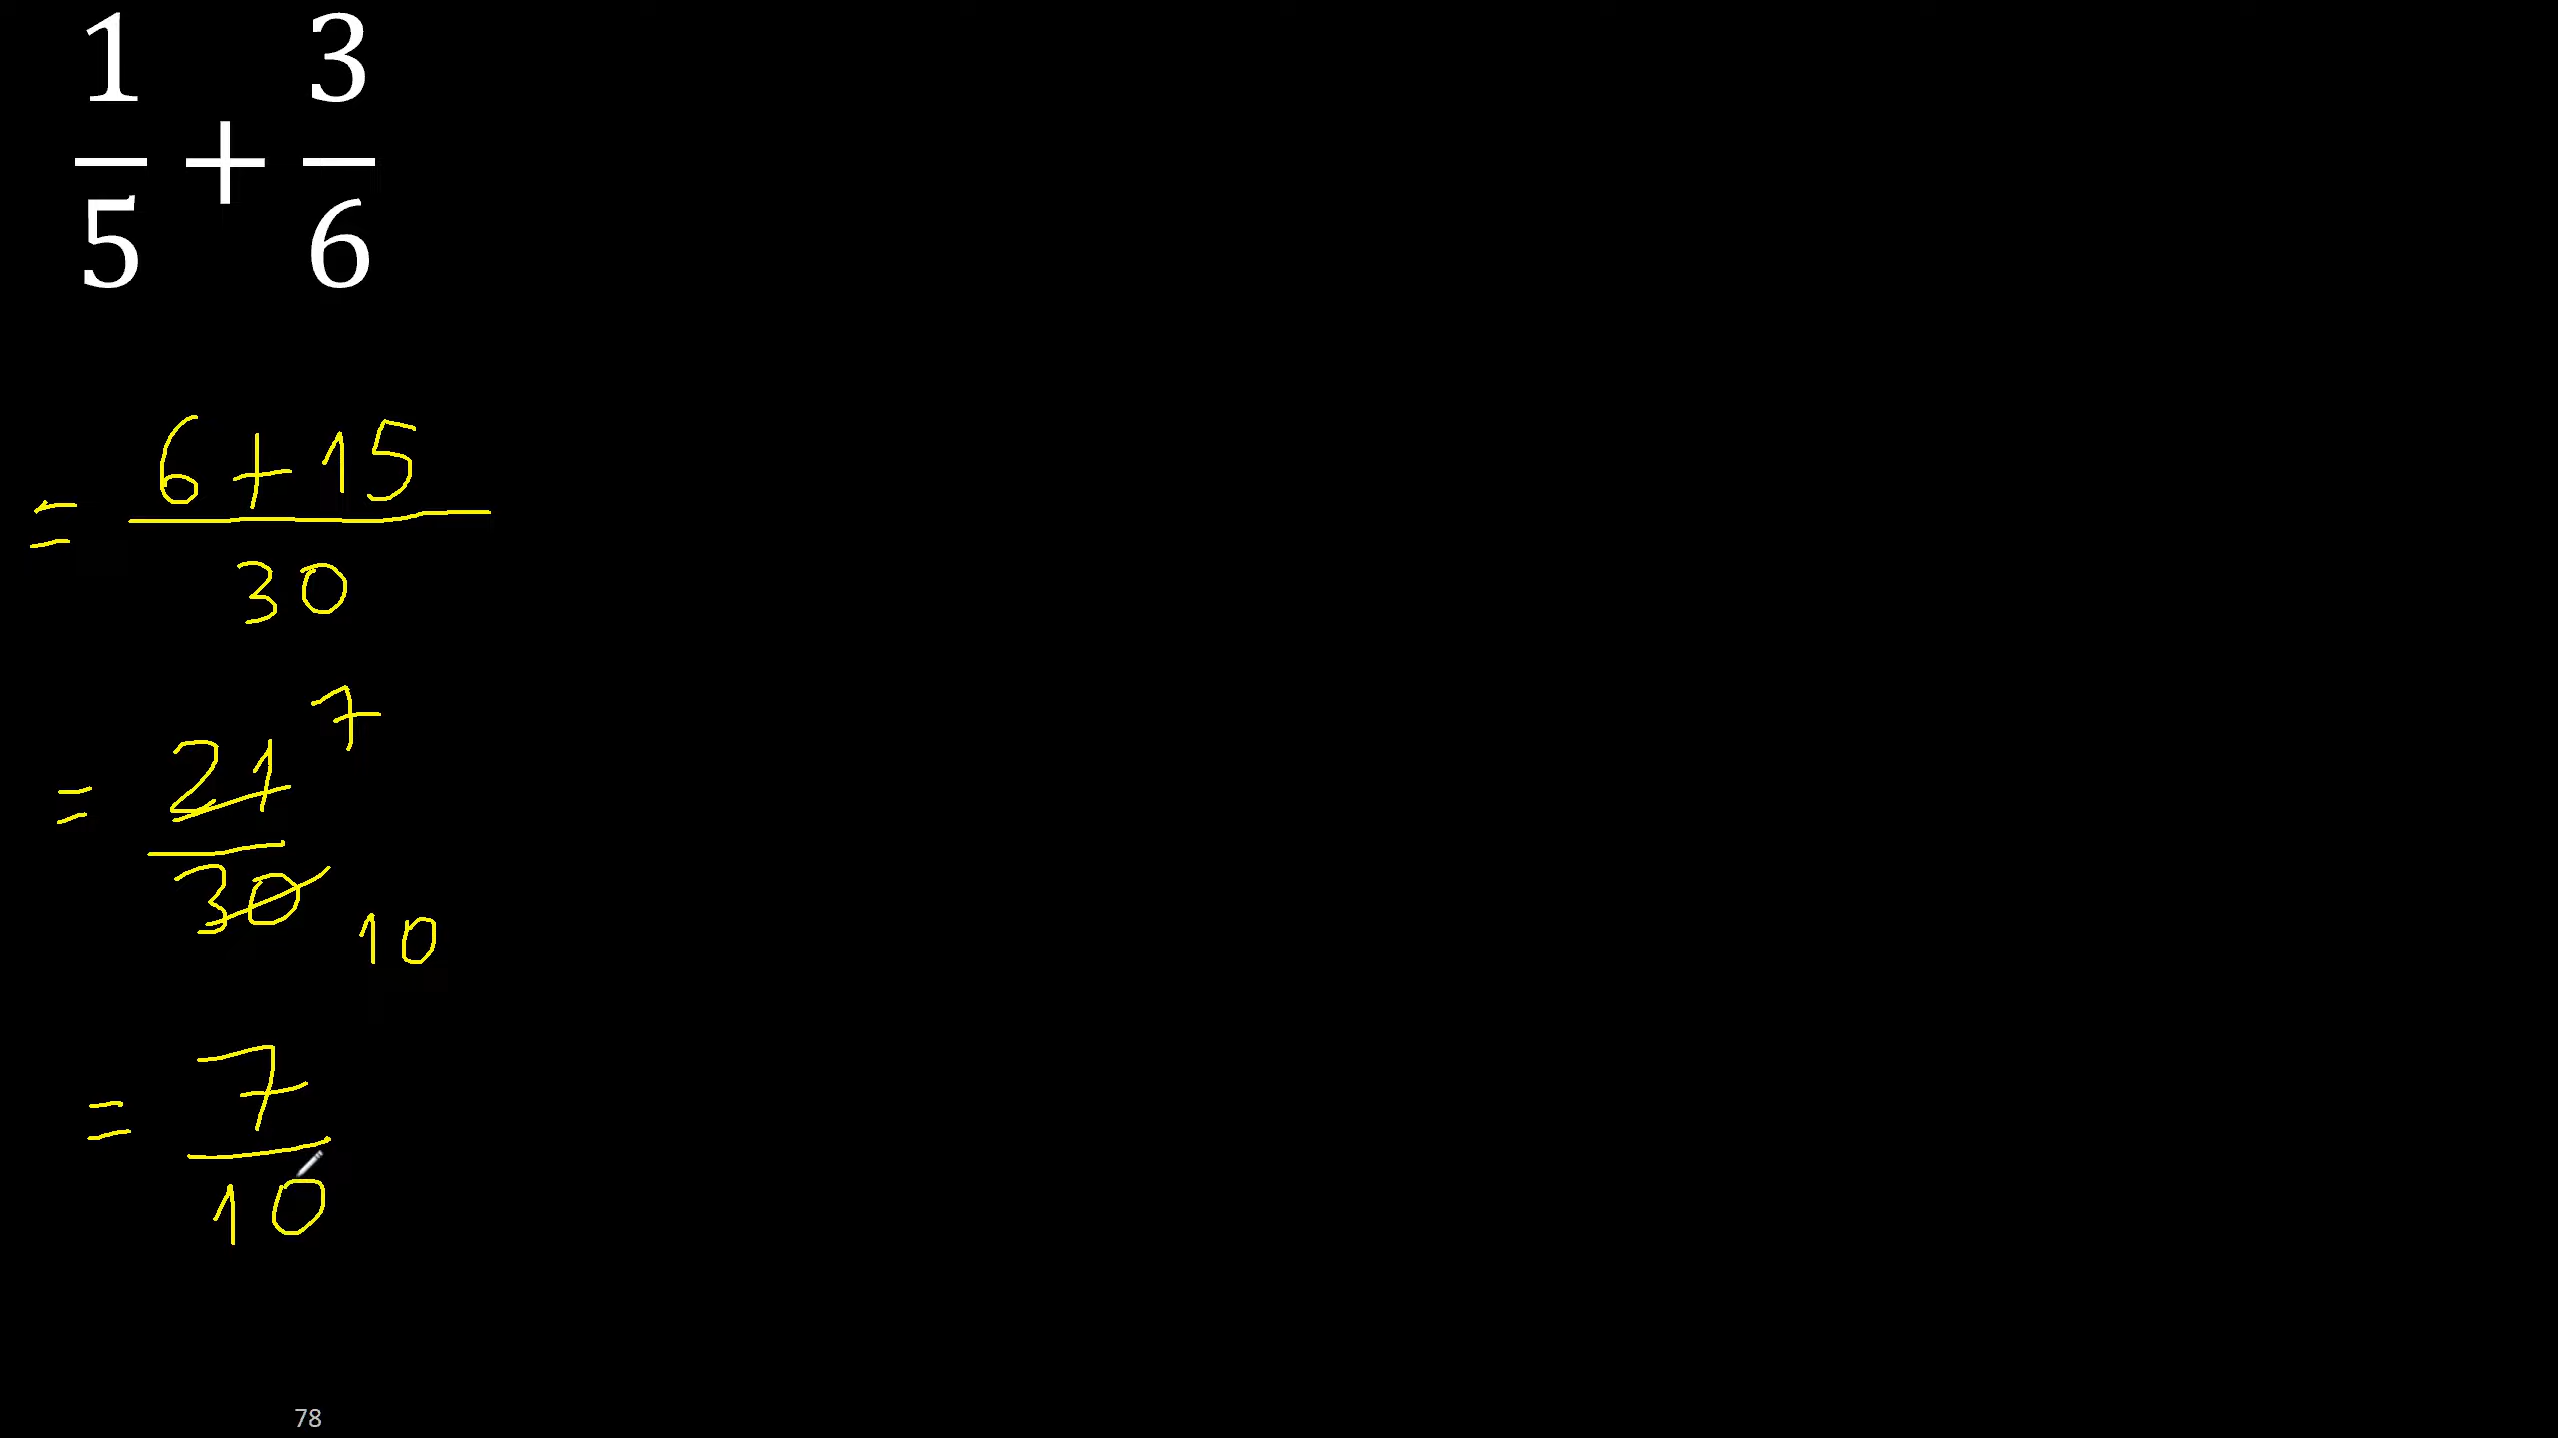 1/5 + 3/6
= 6+15/30
= 21/30 7 10
= 7/10
78